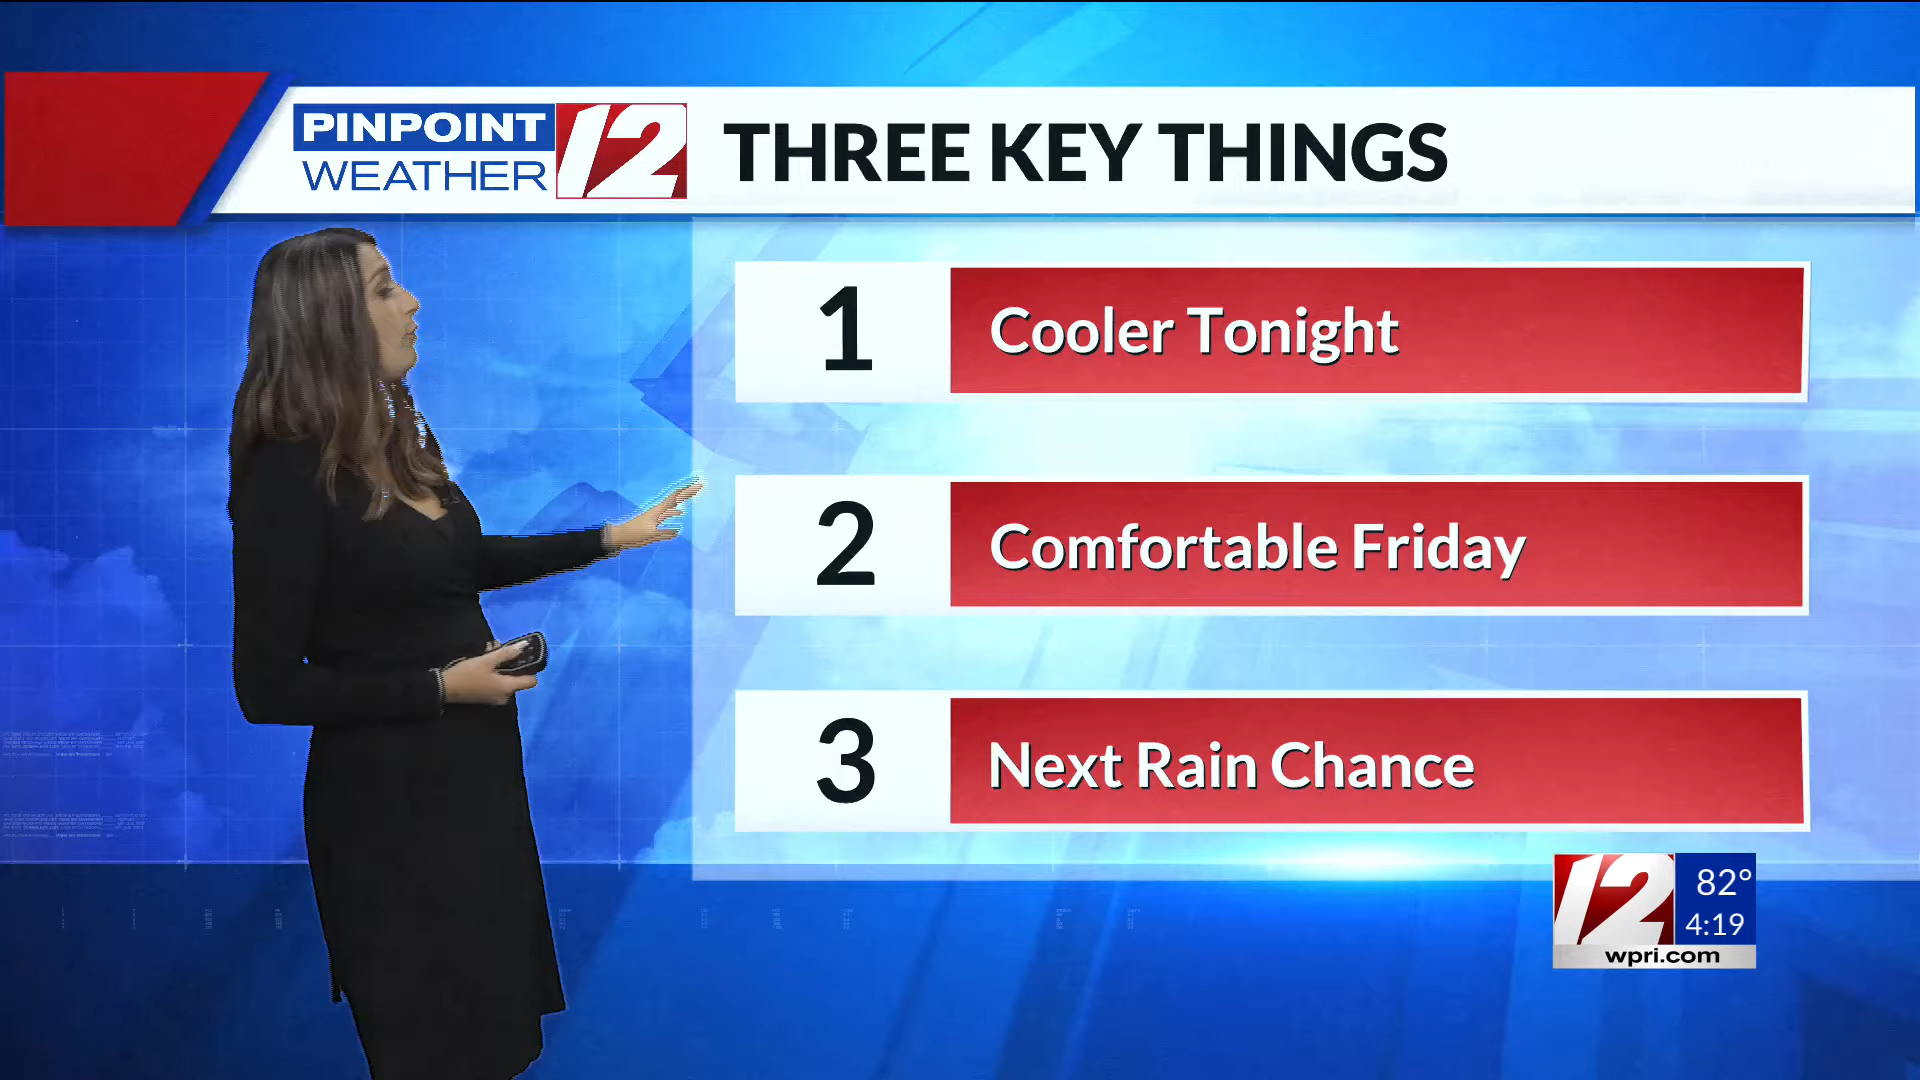 PINPOINT
WEATHER
12
THREE KEY THINGS
1
Cooler Tonight
2
Comfortable Friday
3
Next Rain Chance
12
82°
4:19
wpri.com